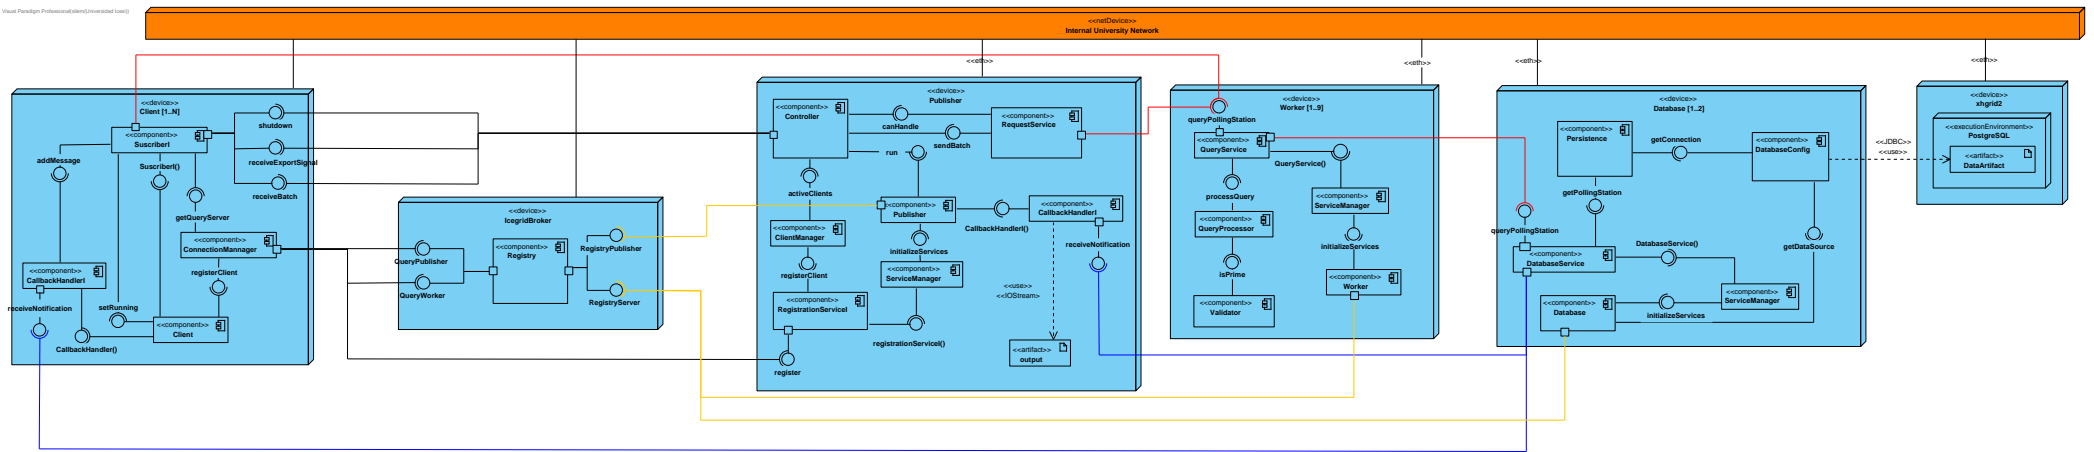 Visual Paradigm Professional(silem(Universidad Icesi))
<<netDevice>>
Internal University Network
<<eth>>
<<eth>>
<<eth>>
<<eth>>
<<device>>
Client [1..N]
<<component>>
SuscriberI
shutdown
receiveExportSignal
receiveBatch
addMessage
SuscriberI()
getQueryServer
<<component>>
ConnectionMannager
registerClient
<<component>>
CallbackHandlerI
receiveNotification
setRunning
<<component>>
Client
CallbackHandler()
<<device>>
IcegridBroker
QueryPublisher
QueryWorker
<<component>>
Registry
RegistryPublisher
RegistryServer
<<device>>
Publisher
<<component>>
Controller
canHandle
sendBatch
run
<<component>>
RequestService
activeClients
<<component>>
ClientManager
registerClient
<<component>>
RegistrationServiceI
register
<<component>>
Publisher
initializeServices
<<component>>
ServiceManager
registrationServiceI()
CallbackHandlerI()
<<component>>
CallbackHandlerI
receiveNotification
<<use>>
<<IOStream>>
<<artifact>>
output
<<device>>
Worker [1..9]
queryPollingStation
<<component>>
QueryService
QueryService()
processQuery
<<component>>
QueryProcessor
isPrime
<<component>>
Validator
<<component>>
ServiceManager
initializeServices
<<component>>
Worker
<<device>>
Database [1..2]
<<component>>
Persistence
getConnection
<<component>>
DatabaseConfig
getPollingStation
queryPollingStation
<<component>>
DatabaseService
DatabaseService()
getDataSource
<<component>>
ServiceManager
initializeServices
<<component>>
Database
<<JDBC>>
<<use>>
<<device>>
xhgrid2
<<executionEnvironment>>
PostgreSQL
<<artifact>>
DataArtifact